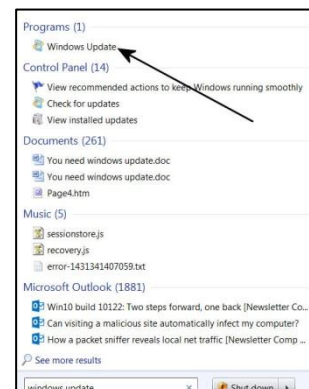 Programs (1)
Windows Update
Control Panel (14)
View recommended actions to keep Windows running smoothly
Check for updates
View installed updates
Documents (261)
You need windows update.doc
You need windows update.doc
Page4.htm
Music (5)
sessionstore.js
recovery.js
error-1431341407059.txt
Microsoft Outlook (1881)
Win10 build 10122: Two steps forward, one back [Newsletter Co...
Can visiting a malicious site automatically infect my computer?
How a packet sniffer reveals local net traffic [Newsletter Comp ...
See more results
windows update × Shut down